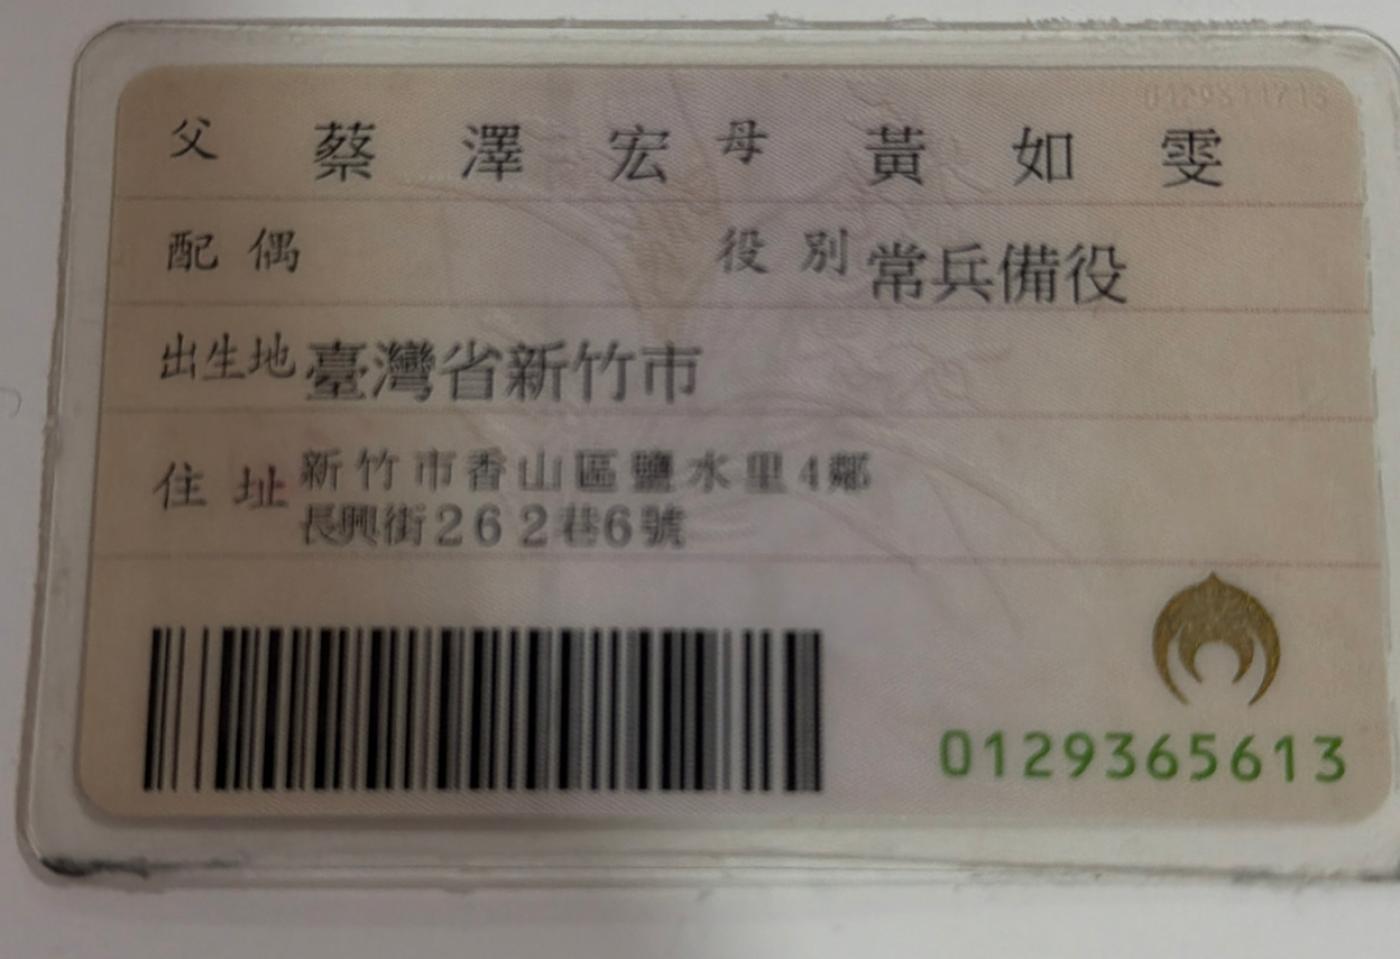 父 蔡澤宏 母 黃如雯
配偶 役別 常兵備役
出生地 臺灣省新竹市
住址 新竹市香山區鹽水里4鄰
長興街262巷6號
0129365613